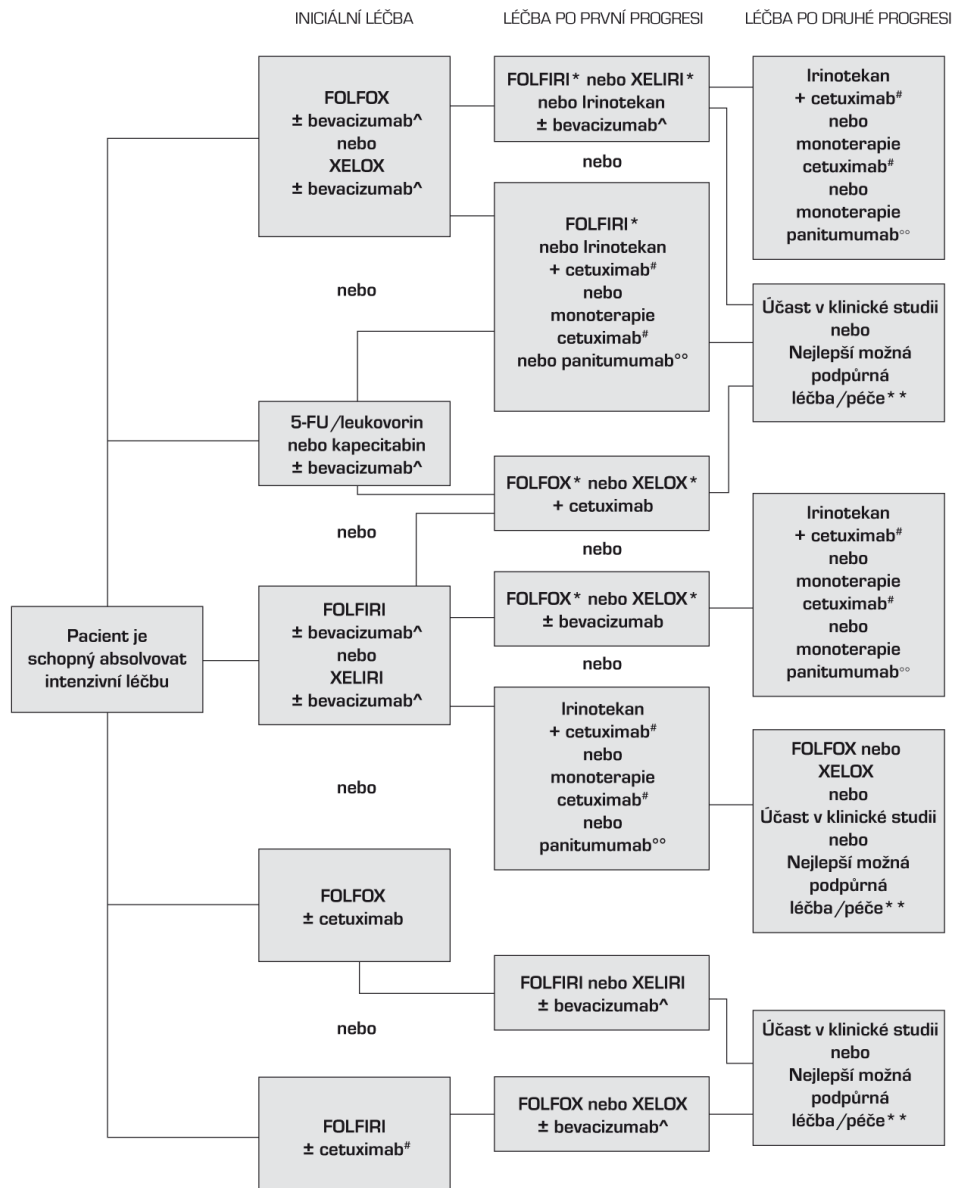 INICIÁLNÍ LÉČBA
LÉČBA PO PRVNÍ PROGRESI
LÉČBA PO DRUHÉ PROGRESI
Pacient je
schopný absolvovat
intenzivní léčbu
FOLFOX
± bevacizumab^
nebo
XELOX
± bevacizumab^
nebo
5-FU/leukovorin
nebo kapecitabin
± bevacizumab^
nebo
FOLFIRI
± bevacizumab^
nebo
XELIRI
± bevacizumab^
nebo
FOLFOX
± cetuximab
nebo
FOLFIRI
± cetuximab#
FOLFIRI* nebo XELIRI*
nebo Irinotekan
± bevacizumab^
nebo
FOLFIRI*
nebo Irinotekan
+ cetuximab#
nebo
monoterapie
cetuximab#
nebo panitumumab°°
FOLFOX* nebo XELOX*
+ cetuximab
nebo
FOLFOX* nebo XELOX*
± bevacizumab
nebo
Irinotekan
+ cetuximab#
nebo
monoterapie
cetuximab#
nebo
panitumumab°°
FOLFIRI nebo XELIRI
± bevacizumab^
FOLFOX nebo XELOX
± bevacizumab^
Irinotekan
+ cetuximab#
nebo
monoterapie
cetuximab#
nebo
monoterapie
panitumumab°°
Účast v klinické studii
nebo
Nejlepší možná
podpůrná
léčba/péče**
Irinotekan
+ cetuximab#
nebo
monoterapie
cetuximab#
nebo
monoterapie
panitumumab°°
FOLFOX nebo
XELOX
nebo
Účast v klinické studii
nebo
Nejlepší možná
podpůrná
léčba/péče**
Účast v klinické studii
nebo
Nejlepší možná
podpůrná
léčba/péče**